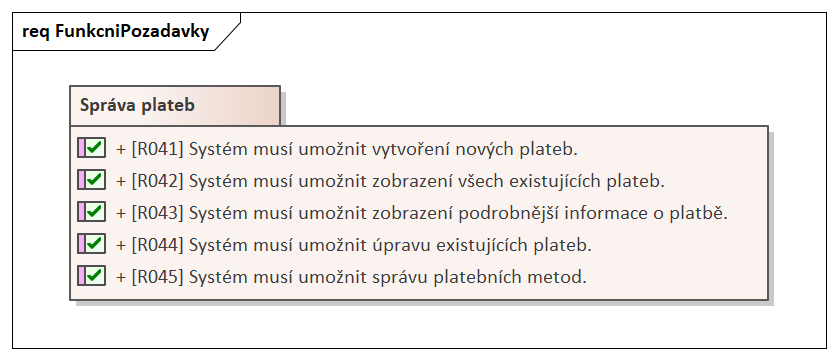 req FunkcniPozadavky
Správa plateb
+ [R041] Systém musí umožnit vytvoření nových plateb.
+ [R042] Systém musí umožnit zobrazení všech existujících plateb.
+ [R043] Systém musí umožnit zobrazení podrobnější informace o platbě.
+ [R044] Systém musí umožnit úpravu existujících plateb.
+ [R045] Systém musí umožnit správu platebních metod.